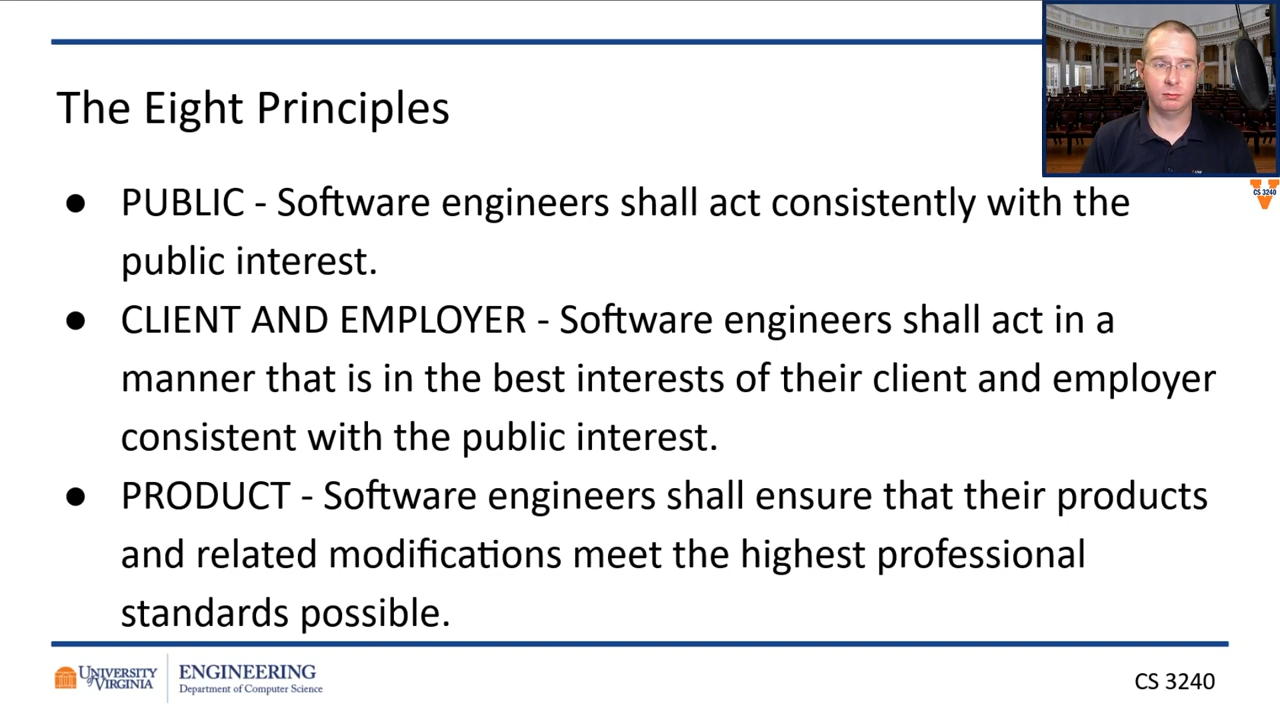 The Eight Principles
● PUBLIC - Software engineers shall act consistently with the
public interest.
● CLIENT AND EMPLOYER - Software engineers shall act in a
manner that is in the best interests of their client and employer
consistent with the public interest.
● PRODUCT - Software engineers shall ensure that their products
and related modifications meet the highest professional
standards possible.
CS 3240
UNIVERSITY
of VIRGINIA
ENGINEERING
Department of Computer Science
CS 3240